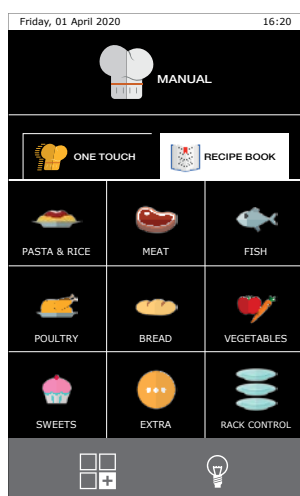 Friday, 01 April 2020 16:20
MANUAL
ONE TOUCH RECIPE BOOK
PASTA & RICE MEAT FISH
POULTRY BREAD VEGETABLES
SWEETS EXTRA RACK CONTROL